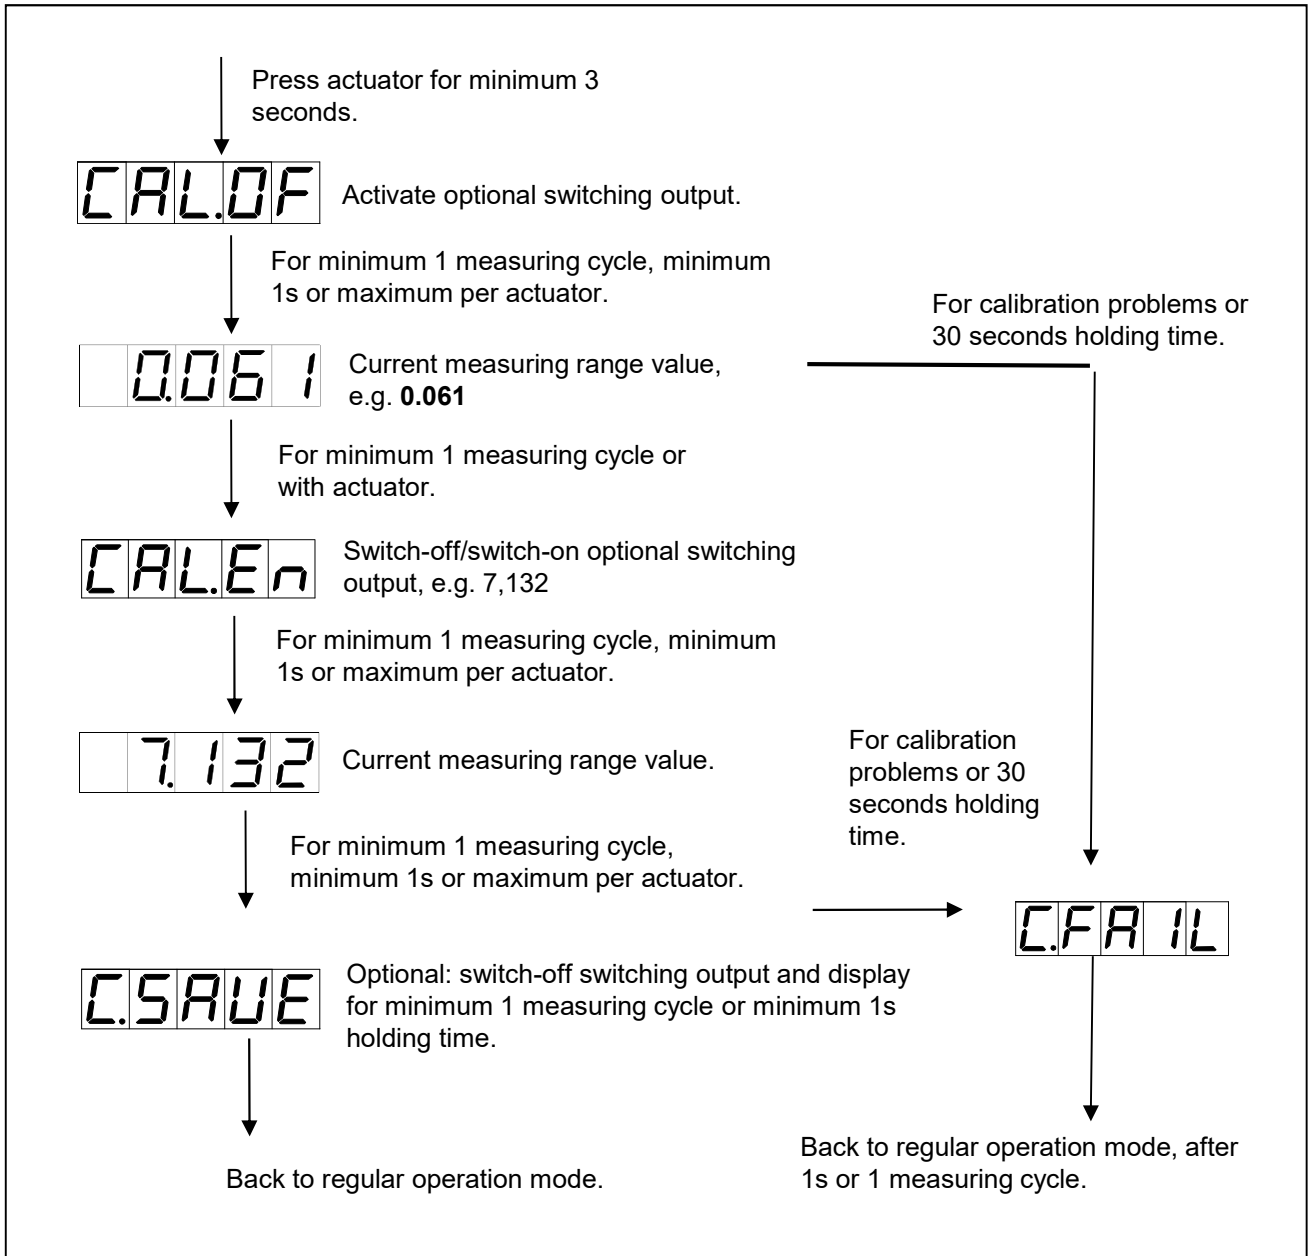 Press actuator for minimum 3
seconds.
CAL.OF
Activate optional switching output.
For minimum 1 measuring cycle, minimum
1s or maximum per actuator.
For calibration problems or
30 seconds holding time.
0.061
Current measuring range value,
e.g. 0.061
For minimum 1 measuring cycle or
with actuator.
CAL.En
Switch-off/switch-on optional switching
output, e.g. 7,132
For minimum 1 measuring cycle, minimum
1s or maximum per actuator.
7.132
Current measuring range value.
For calibration
problems or 30
seconds holding
time.
For minimum 1 measuring cycle,
minimum 1s or maximum per actuator.
C.FAIL
C.SAVE
Optional: switch-off switching output and display
for minimum 1 measuring cycle or minimum 1s
holding time.
Back to regular operation mode.
Back to regular operation mode, after
1s or 1 measuring cycle.